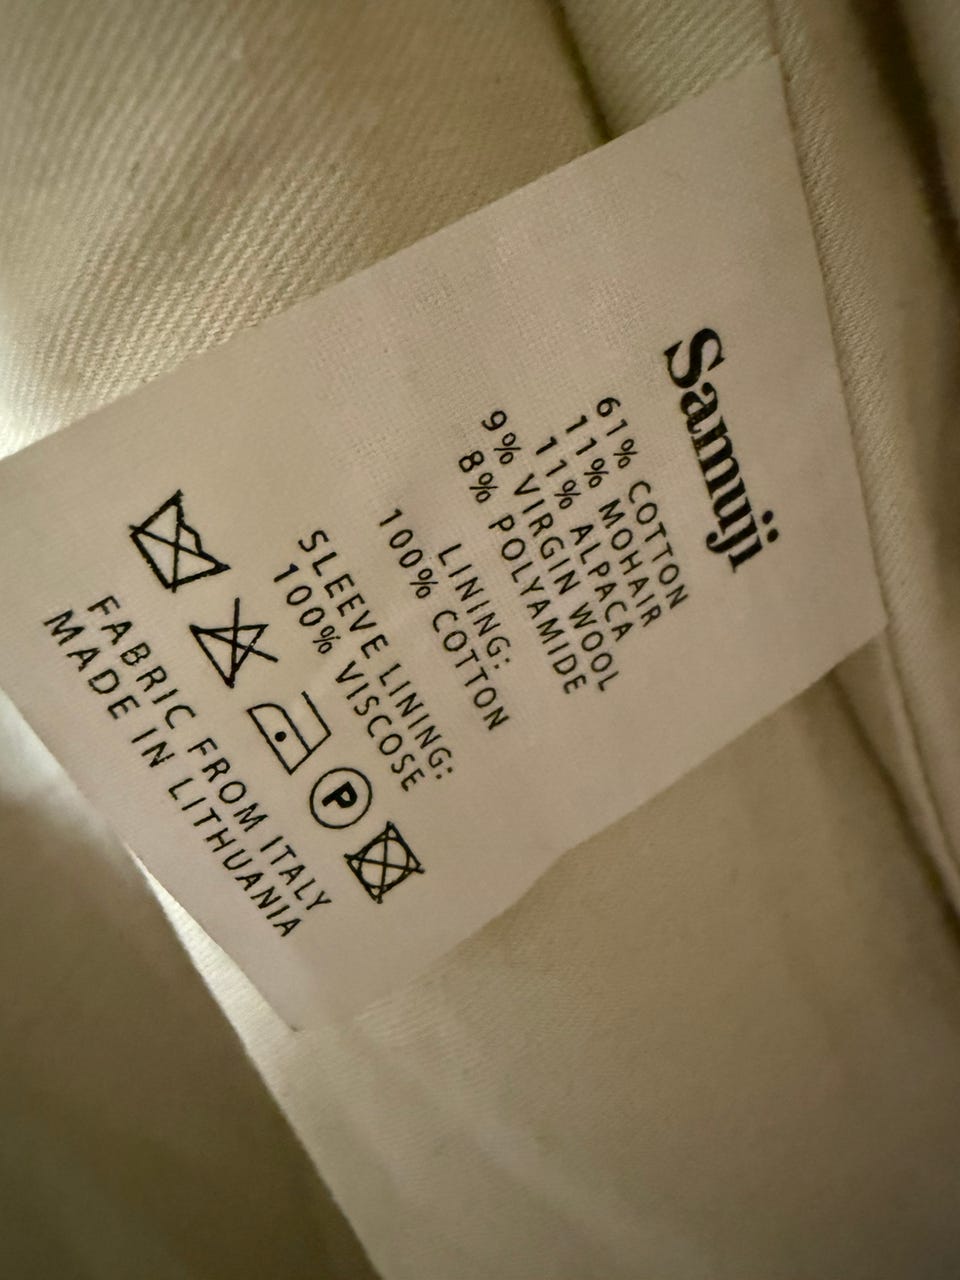 Samuji
61% COTTON
11% MOHAIR
11% ALPACA
9% VIRGIN WOOL
8% POLYAMIDE
LINING:
100% COTTON
SLEEVE LINING:
100% VISCOSE
P
FABRIC FROM ITALY
MADE IN LITHUANIA